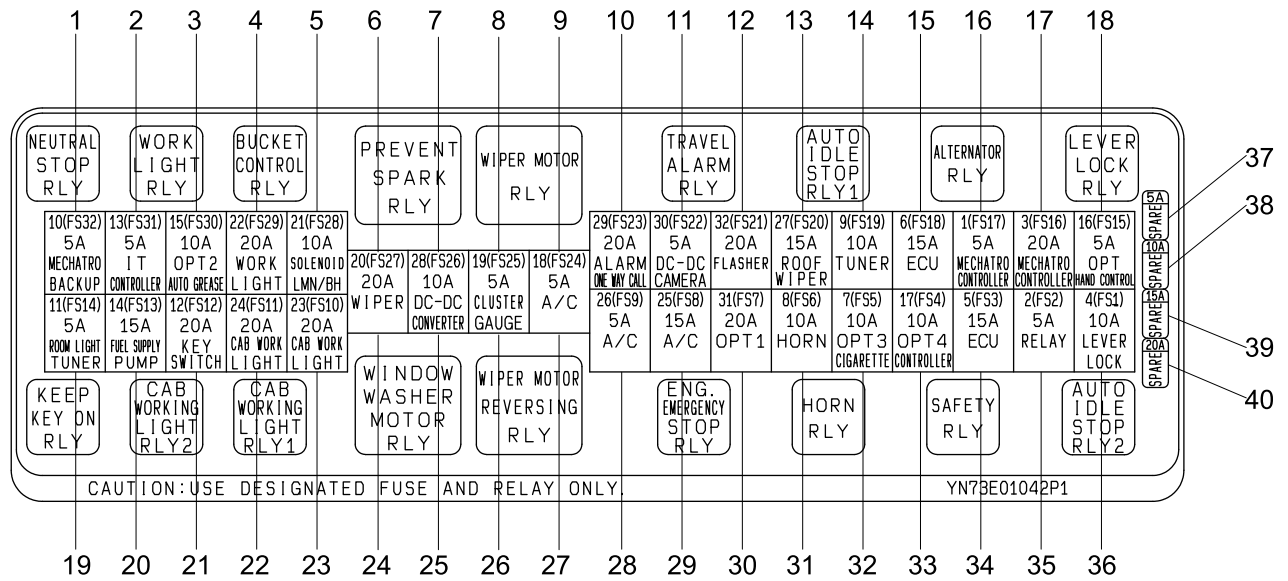 1 2 3 4 5 6 7 8 9 10 11 12 13 14 15 16 17 18
NEUTRAL
STOP
RLY
WORK
LIGHT
RLY
BUCKET
CONTROL
RLY
PREVENT
SPARK
RLY
WIPER MOTOR
RLY
TRAVEL
ALARM
RLY
AUTO
IDLE
STOP
RLY1
ALTERNATOR
RLY
LEVER
LOCK
RLY
10(FS32)
5A
MECHATRO
BACKUP
13(FS31)
5A
IT
CONTROLLER
15(FS30)
10A
OPT2
AUTO GREASE
22(FS29)
20A
WORK
LIGHT
21(FS28)
10A
SOLENOID
LMN/BH
20(FS27)
20A
WIPER
28(FS26)
10A
DC-DC
CONVERTER
19(FS25)
5A
CLUSTER
GAUGE
18(FS24)
5A
A/C
29(FS23)
20A
ALARM
ONE WAY CALL
30(FS22)
5A
DC-DC
CAMERA
32(FS21)
20A
FLASHER
27(FS20)
15A
ROOF
WIPER
9(FS19)
10A
TUNER
6(FS18)
15A
ECU
1(FS17)
5A
MECHATRO
CONTROLLER
3(FS16)
20A
MECHATRO
CONTROLLER
16(FS15)
5A
OPT
HAND CONTROL
11(FS14)
5A
ROOM LIGHT
TUNER
14(FS13)
15A
FUEL SUPPLY
PUMP
12(FS12)
20A
KEY
SWITCH
24(FS11)
20A
CAB WORK
LIGHT
23(FS10)
20A
CAB WORK
LIGHT
26(FS9)
5A
A/C
25(FS8)
15A
A/C
31(FS7)
20A
OPT1
8(FS6)
10A
HORN
7(FS5)
10A
OPT3
CIGARETTE
17(FS4)
10A
OPT4
CONTROLLER
5(FS3)
15A
ECU
2(FS2)
5A
RELAY
4(FS1)
10A
LEVER
LOCK
5A
SPARE
37
10A
SPARE
38
15A
SPARE
39
20A
SPARE
40
KEEP
KEY ON
RLY
CAB
WORKING
LIGHT
RLY2
CAB
WORKING
LIGHT
RLY1
WINDOW
WASHER
MOTOR
RLY
WIPER MOTOR
REVERSING
RLY
ENG.
EMERGENCY
STOP
RLY
HORN
RLY
SAFETY
RLY
AUTO
IDLE
STOP
RLY2
CAUTION:USE DESIGNATED FUSE AND RELAY ONLY.
YN73E01042P1
19 20 21 22 23 24 25 26 27 28 29 30 31 32 33 34 35 36